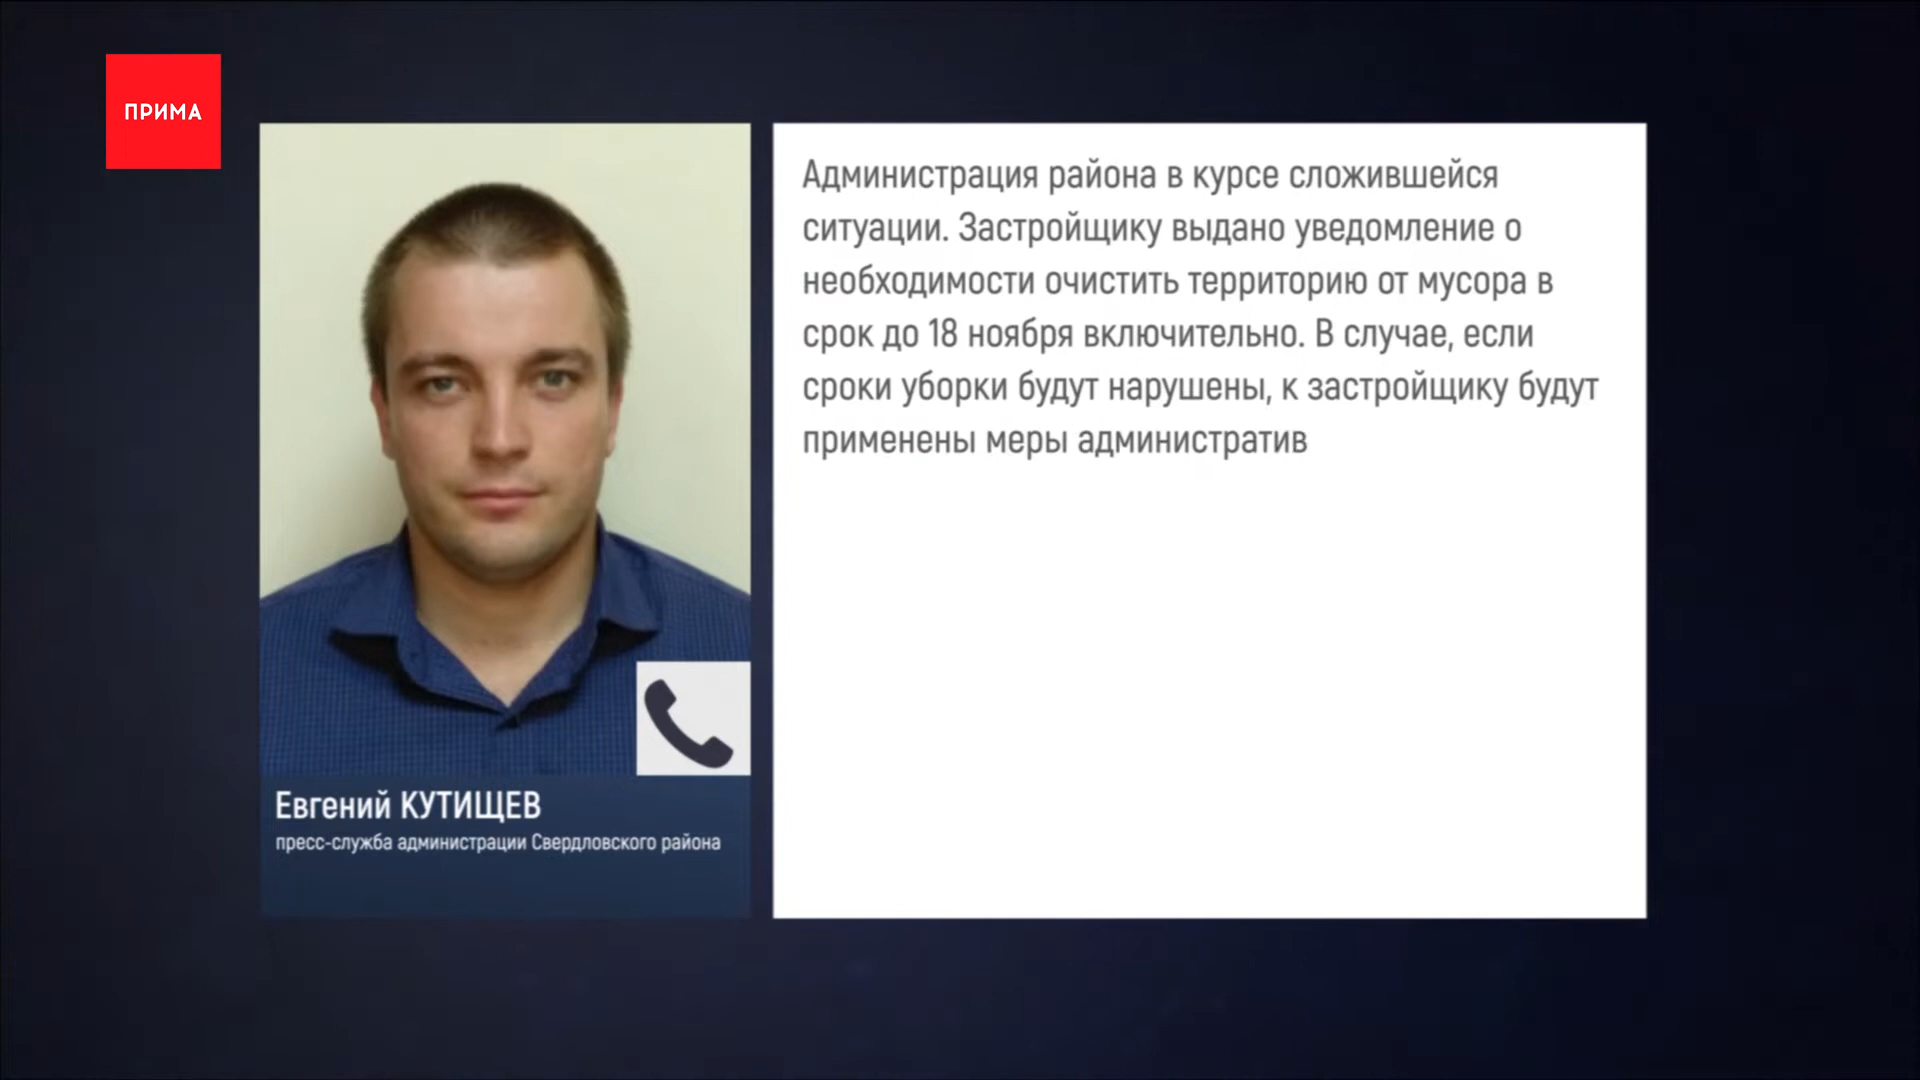 ПРИМА
Администрация района в курсе сложившейся
ситуации. Застройщику выдано уведомление о
необходимости очистить территорию от мусора в
срок до 18 ноября включительно. В случае, если
сроки уборки будут нарушены, к застройщику будут
применены меры административ
Евгений КУТИЩЕВ
пресс-служба администрации Свердловского района